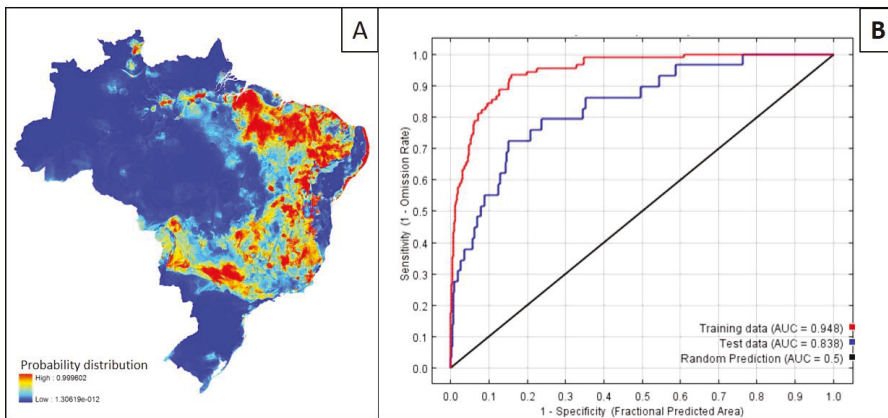 A
Probability distribution
High : 0.999602
Low : 1.30619e-012
B
1.0
0.9
0.8
0.7
0.6
0.5
0.4
0.3
0.2
0.1
0.0
Sensitivity (1 - Omission Rate)
Training data (AUC = 0.948)
Test data (AUC = 0.838)
Random Prediction (AUC = 0.5)
0.0 0.1 0.2 0.3 0.4 0.5 0.6 0.7 0.8 0.9 1.0
1 - Specificity (Fractional Predicted Area)